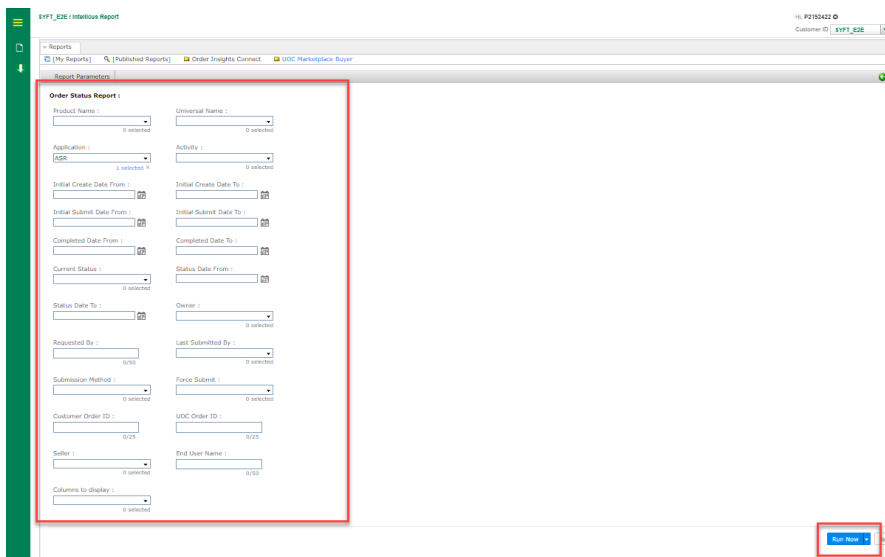 SYFT_E2E / Intellicus Report
Hi, P2152422
Customer ID SYFT_E2E
» Reports
[My Reports] [Published Reports] Order Insights Connect UOC Marketplace Buyer
Report Parameters
Order Status Report :
Product Name : Universal Name :
0 selected 0 selected
Application : Activity :
ASR
1 selected × 0 selected
Initial Create Date From : Initial Create Date To :
Initial Submit Date From : Initial Submit Date To :
Completed Date From : Completed Date To :
Current Status : Status Date From :
0 selected
Status Date To : Owner :
0 selected
Requested By : Last Submitted By :
0/50 0 selected
Submission Method : Force Submit :
0 selected 0 selected
Customer Order ID : UOC Order ID :
0/25 0/25
Seller : End User Name :
0 selected 0/50
Columns to display :
0 selected
Run Now